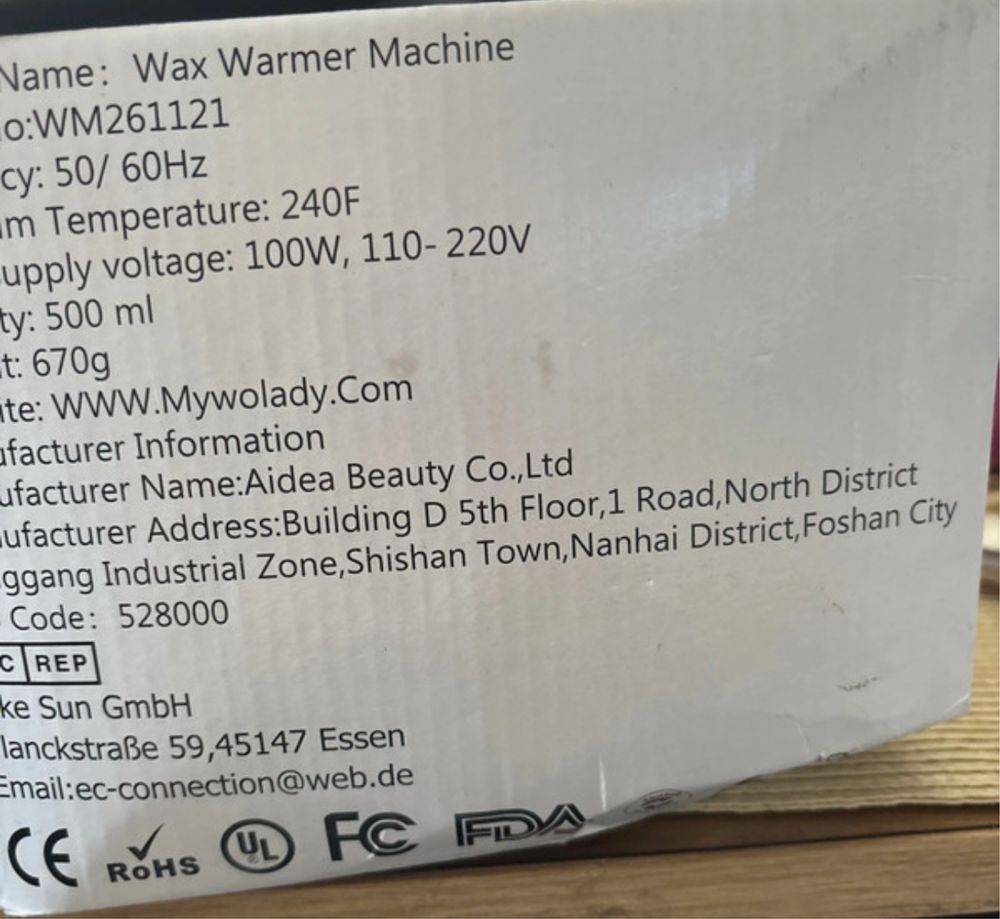 Name: Wax Warmer Machine
o:WM261121
cy: 50/ 60Hz
m Temperature: 240F
upply voltage: 100W, 110- 220V
ty: 500 ml
t: 670g
ite: WWW.Mywolady.Com
ufacturer Information
ufacturer Name:Aidea Beauty Co.,Ltd
ufacturer Address:Building D 5th Floor,1 Road,North District
ggang Industrial Zone,Shishan Town,Nanhai District,Foshan City
Code: 528000
C REP
ke Sun GmbH
lanckstraße 59,45147 Essen
Email:ec-connection@web.de
CE RoHS UL FC FDA